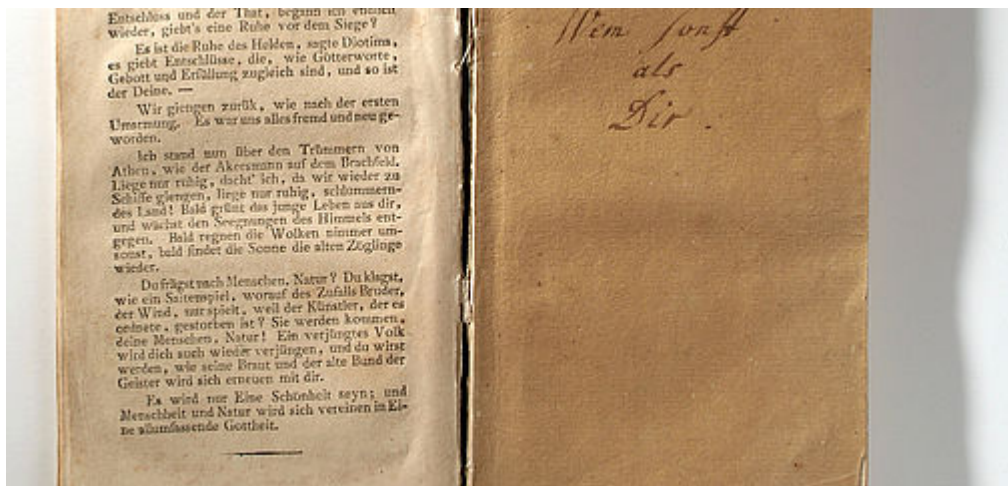 Entschluss und der That, begann ich endlich
wieder, giebt's eine Ruhe vor dem Siege?
Es ist die Ruhe des Helden, sagte Diotima,
es giebt Entschlüsse, die, wie Götterworte,
Gebott und Erfüllung zugleich sind, und so ist
der Deine. —
Wir giengen zurük, wie nach der ersten
Umarmung. Es war uns alles fremd und neu ge-
worden.
Ich stand nun über den Trümmern von
Athen, wie der Akersmann auf dem Brachfeld.
Liege nur ruhig, dacht' ich, da wir wieder zu
Schiffe giengen, liege nur ruhig, schlummern-
des Land! Bald grünt das junge Leben aus dir,
und wächst den Seegnungen des Himmels ent-
gegen. Bald regnen die Wolken nimmer um-
sonst, bald findet die Sonne die alten Zöglinge
wieder.
Du frägst nach Menschen, Natur? Du klagst,
wie ein Saitenspiel, worauf des Zufalls Bruder,
der Wind, nur spielt, weil der Künstler, der es
ordnete, gestorben ist? Sie werden kommen,
deine Menschen, Natur! Ein verjüngtes Volk
wird dich auch wieder verjüngen, und du wirst
werden, wie seine Braut und der alte Bund der
Geister wird sich erneuen mit dir.
Es wird nur Eine Schönheit seyn; und
Menschheit und Natur wird sich vereinen in Ei-
ne allumfassende Gottheit.
Wem sonst
als
Dir.